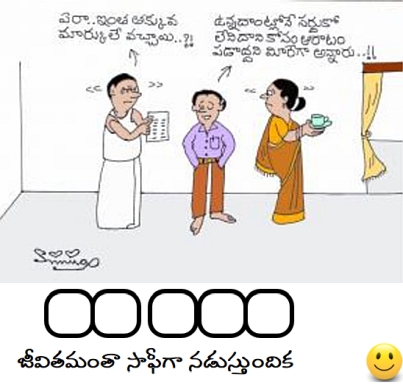 ఏరా..ఇంత తక్కువ
మార్కులే వచ్చాయి..?!
ఉన్నదాంట్లోనే సర్దుకో
లేనిదాని కోసం ఆరాటం
పడొద్దని మీరేగా అన్నారు..!!
జీవితమంతా సాఫీగా నడుస్తుందిక